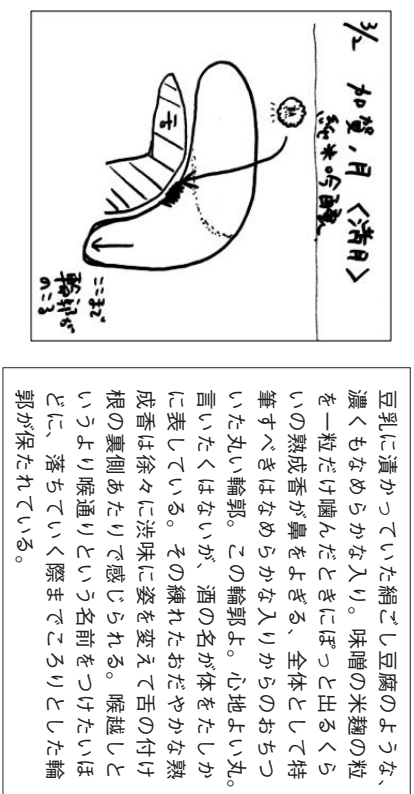 3/2 加賀ノ月〈満月〉
純米吟醸
舌
ここまで
輪郭が
のこる
豆乳に漬かっていた絹ごし豆腐のような、
濃くもなめらかな入り。味噌の米麹の粒
を一粒だけ噛んだときにぽっと出るくら
いの熟成香が鼻をよぎる、全体として特
筆すべきはなめらかな入りからのおちつ
いた丸い輪郭。この輪郭よ。心地よい丸。
言いたくはないが、酒の名が体をたしか
に表している。その練れたおだやかな熟
成香は徐々に渋味に姿を変えて舌の付け
根の裏側あたりで感じられる。喉越しと
いうより喉通りという名前をつけたいほ
どに、落ちていく際までころりとした輪
郭が保たれている。